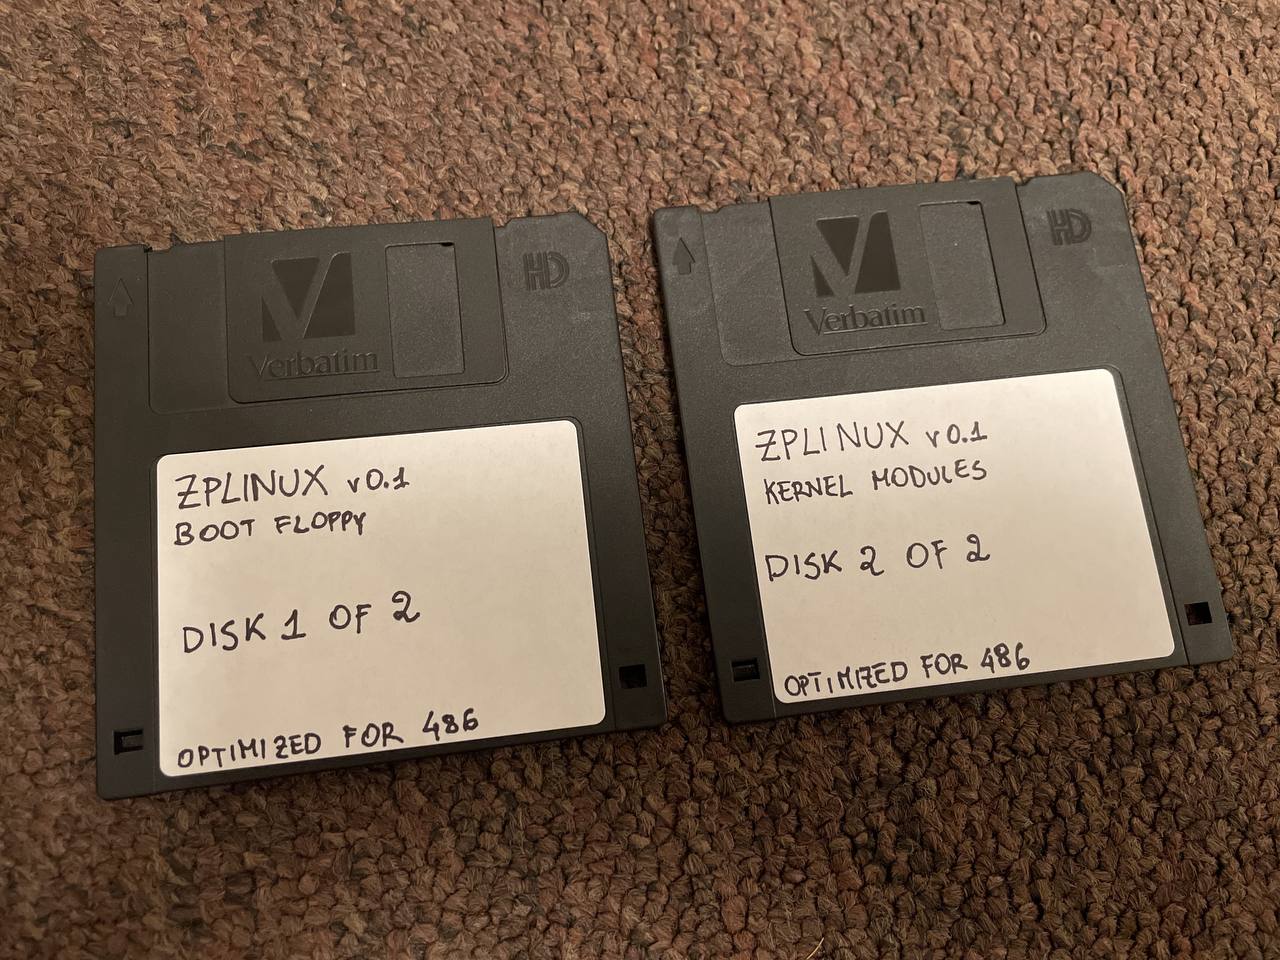 Verbatim
HD
ZPLINUX v0.1
BOOT FLOPPY
DISK 1 OF 2
OPTIMIZED FOR 486
Verbatim
HD
ZPLINUX v0.1
KERNEL MODULES
DISK 2 OF 2
OPTIMIZED FOR 486